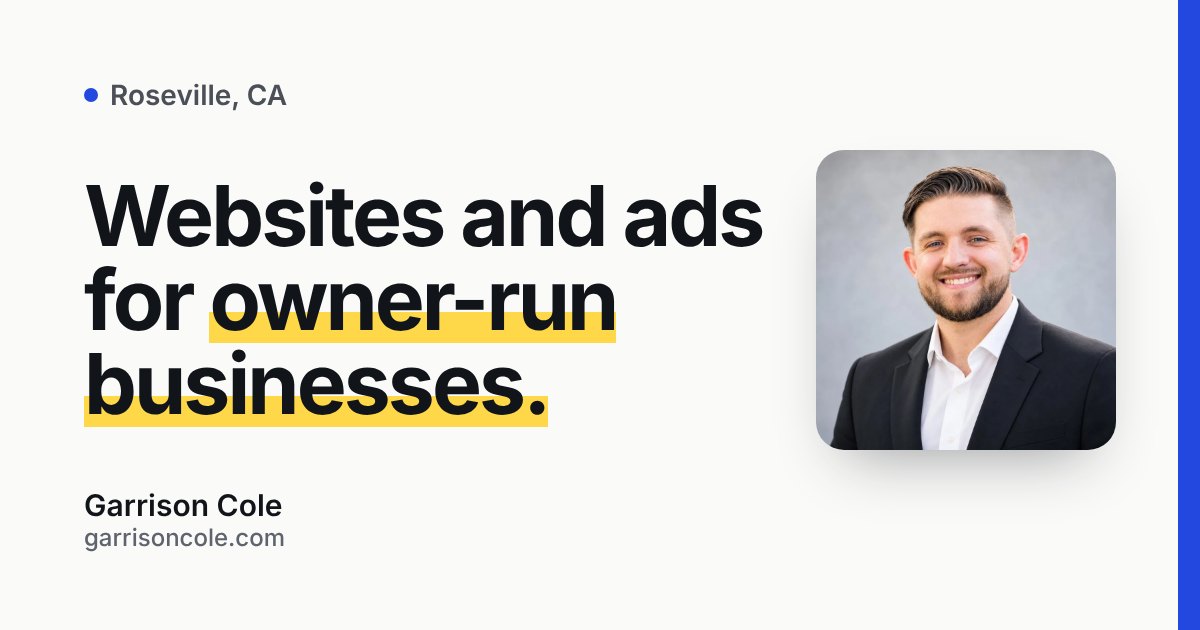 Roseville, CA
Websites and ads
for owner-run
businesses.
Garrison Cole
garrisoncole.com